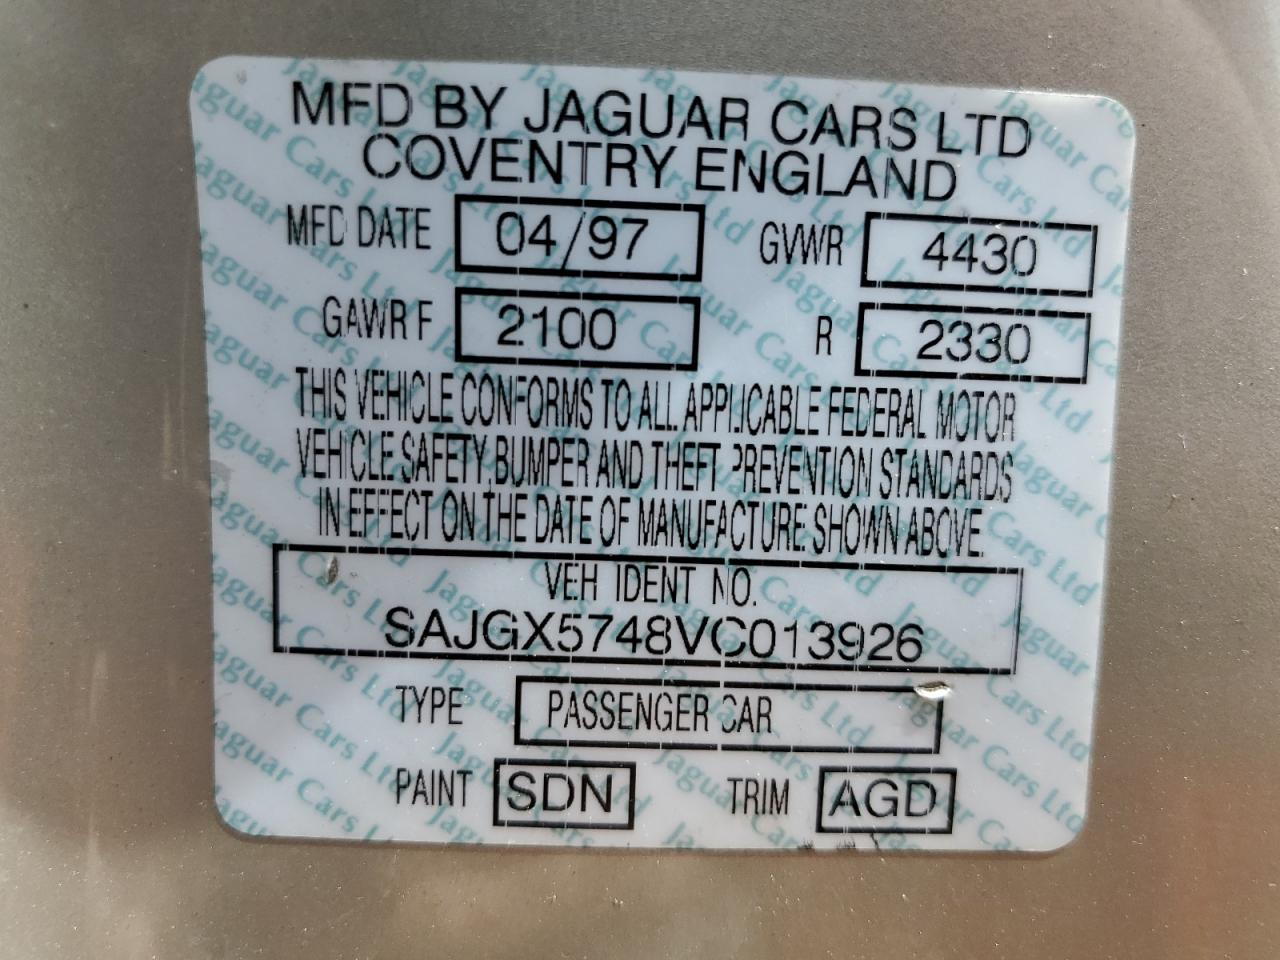 MFD BY JAGUAR CARS LTD
COVENTRY ENGLAND
MFD DATE 04/97 GVWR 4430
GAWR F 2100 R 2330
THIS VEHICLE CONFORMS TO ALL APPLICABLE FEDERAL MOTOR
VEHICLE SAFETY, BUMPER AND THEFT PREVENTION STANDARDS
IN EFFECT ON THE DATE OF MANUFACTURE SHOWN ABOVE.
VEH IDENT NO.
SAJGX5748VC013926
TYPE PASSENGER CAR
PAINT SDN TRIM AGD